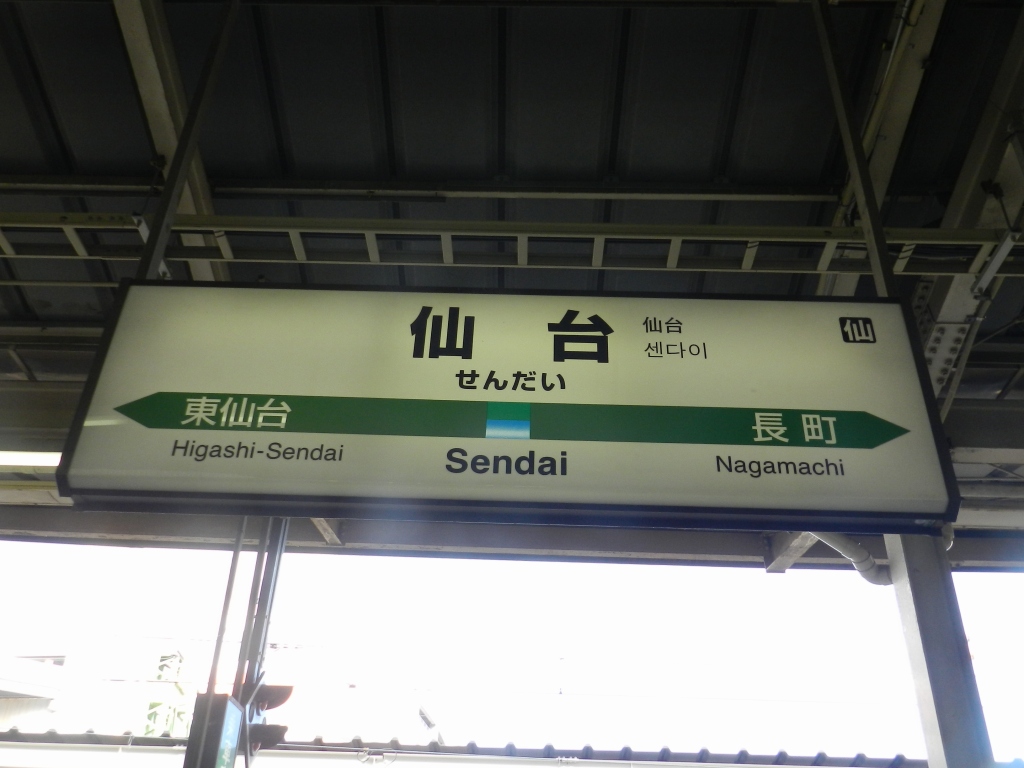 仙台
仙台
센다이
仙
せんだい
東仙台
長町
Higashi-Sendai
Sendai
Nagamachi